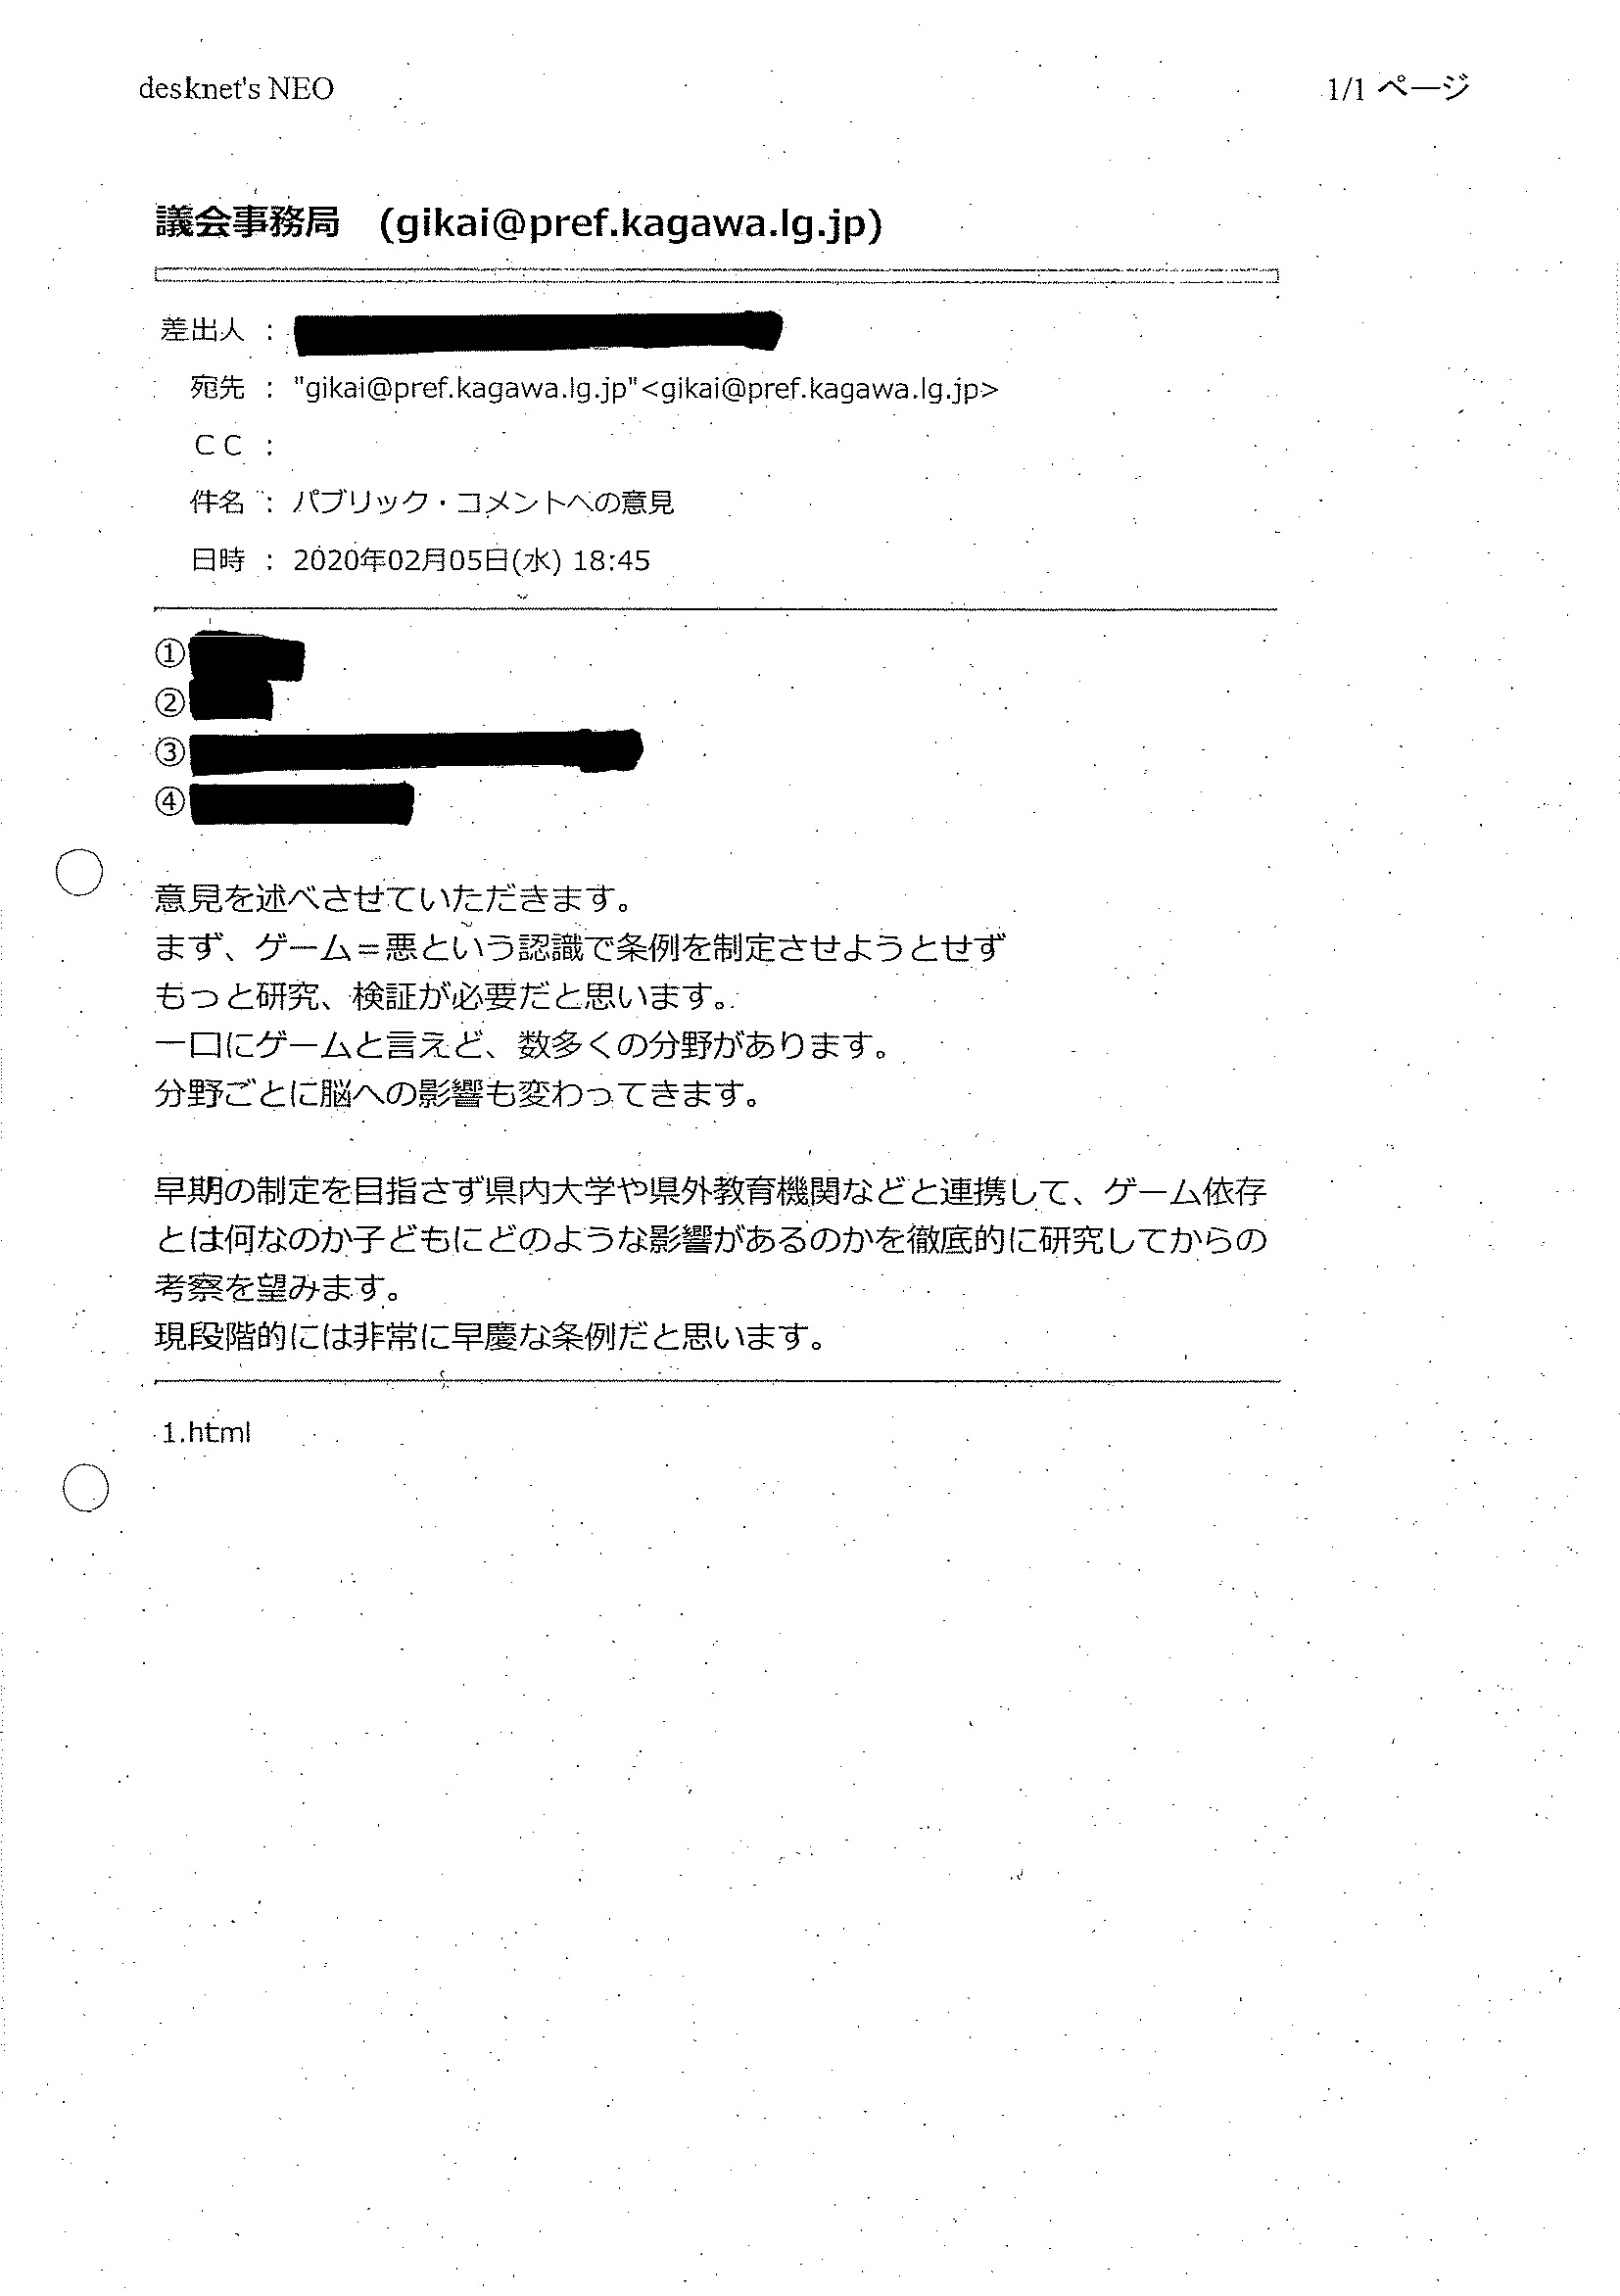 desknet's NEO
1/1 ページ
議会事務局 (gikai@pref.kagawa.lg.jp)
差出人 :
宛先 : "gikai@pref.kagawa.lg.jp"<gikai@pref.kagawa.lg.jp>
ＣＣ :
件名 : パブリック・コメントへの意見
日時 : 2020年02月05日(水) 18:45
①
②
③
④
意見を述べさせていただきます。
まず、ゲーム＝悪という認識で条例を制定させようとせず
もっと研究、検証が必要だと思います。
一口にゲームと言えど、数多くの分野があります。
分野ごとに脳への影響も変わってきます。
早期の制定を目指さず県内大学や県外教育機関などと連携して、ゲーム依存
とは何なのか子どもにどのような影響があるのかを徹底的に研究してからの
考察を望みます。
現段階的には非常に早慶な条例だと思います。
1.html